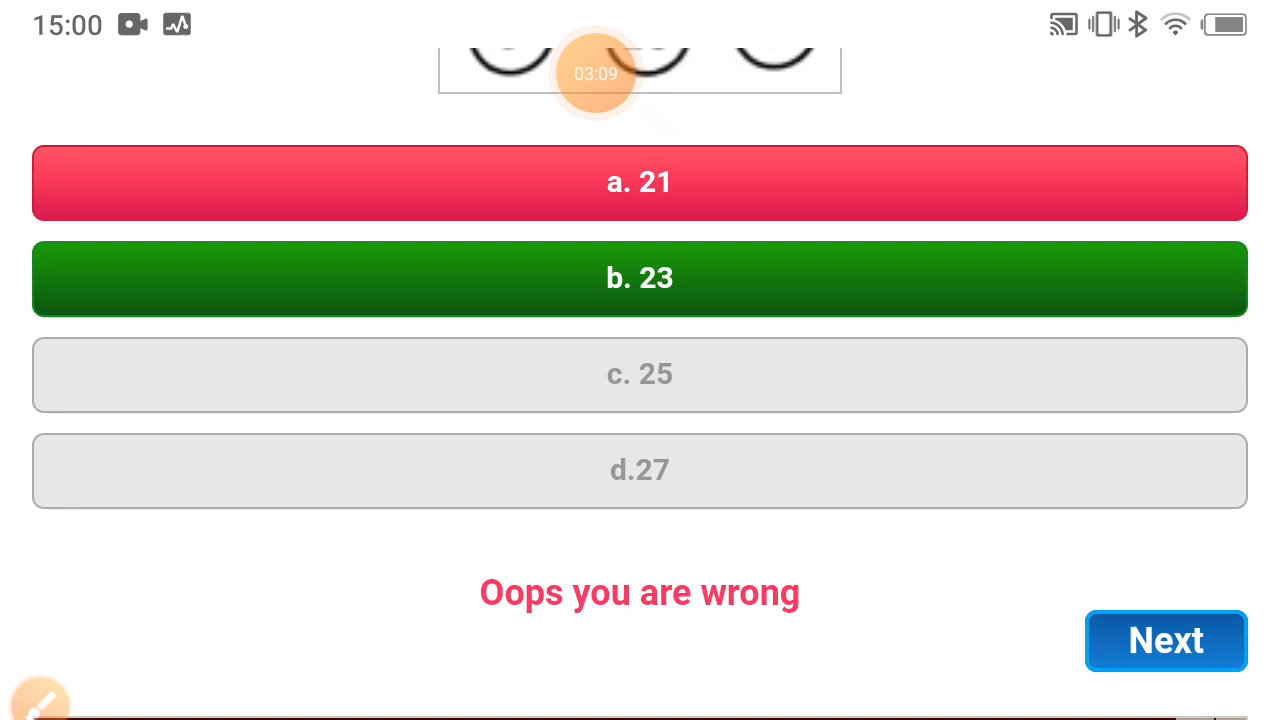 15:00
03:09
a. 21
b. 23
c. 25
d.27
Oops you are wrong
Next